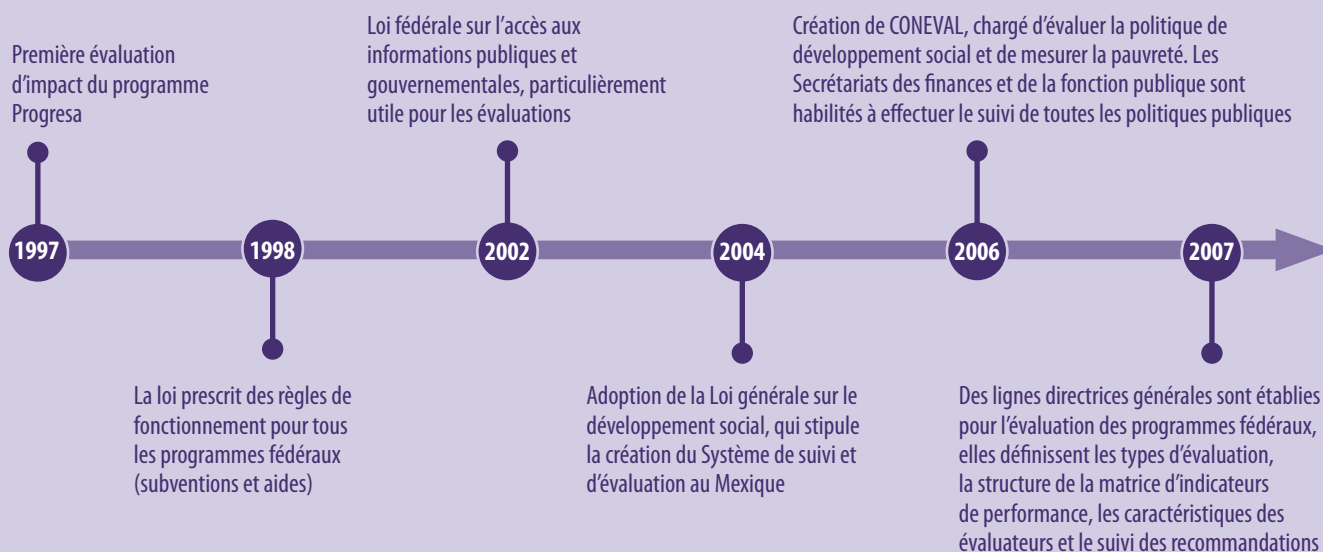 Première évaluation
d’impact du programme
Progresa
Loi fédérale sur l’accès aux
informations publiques et
gouvernementales, particulièrement
utile pour les évaluations
Création de CONEVAL, chargé d’évaluer la politique de
développement social et de mesurer la pauvreté. Les
Secrétariats des finances et de la fonction publique sont
habilités à effectuer le suivi de toutes les politiques publiques
1997
1998
2002
2004
2006
2007
La loi prescrit des règles de
fonctionnement pour tous
les programmes fédéraux
(subventions et aides)
Adoption de la Loi générale sur le
développement social, qui stipule
la création du Système de suivi et
d’évaluation au Mexique
Des lignes directrices générales sont établies
pour l’évaluation des programmes fédéraux,
elles définissent les types d’évaluation,
la structure de la matrice d’indicateurs
de performance, les caractéristiques des
évaluateurs et le suivi des recommandations